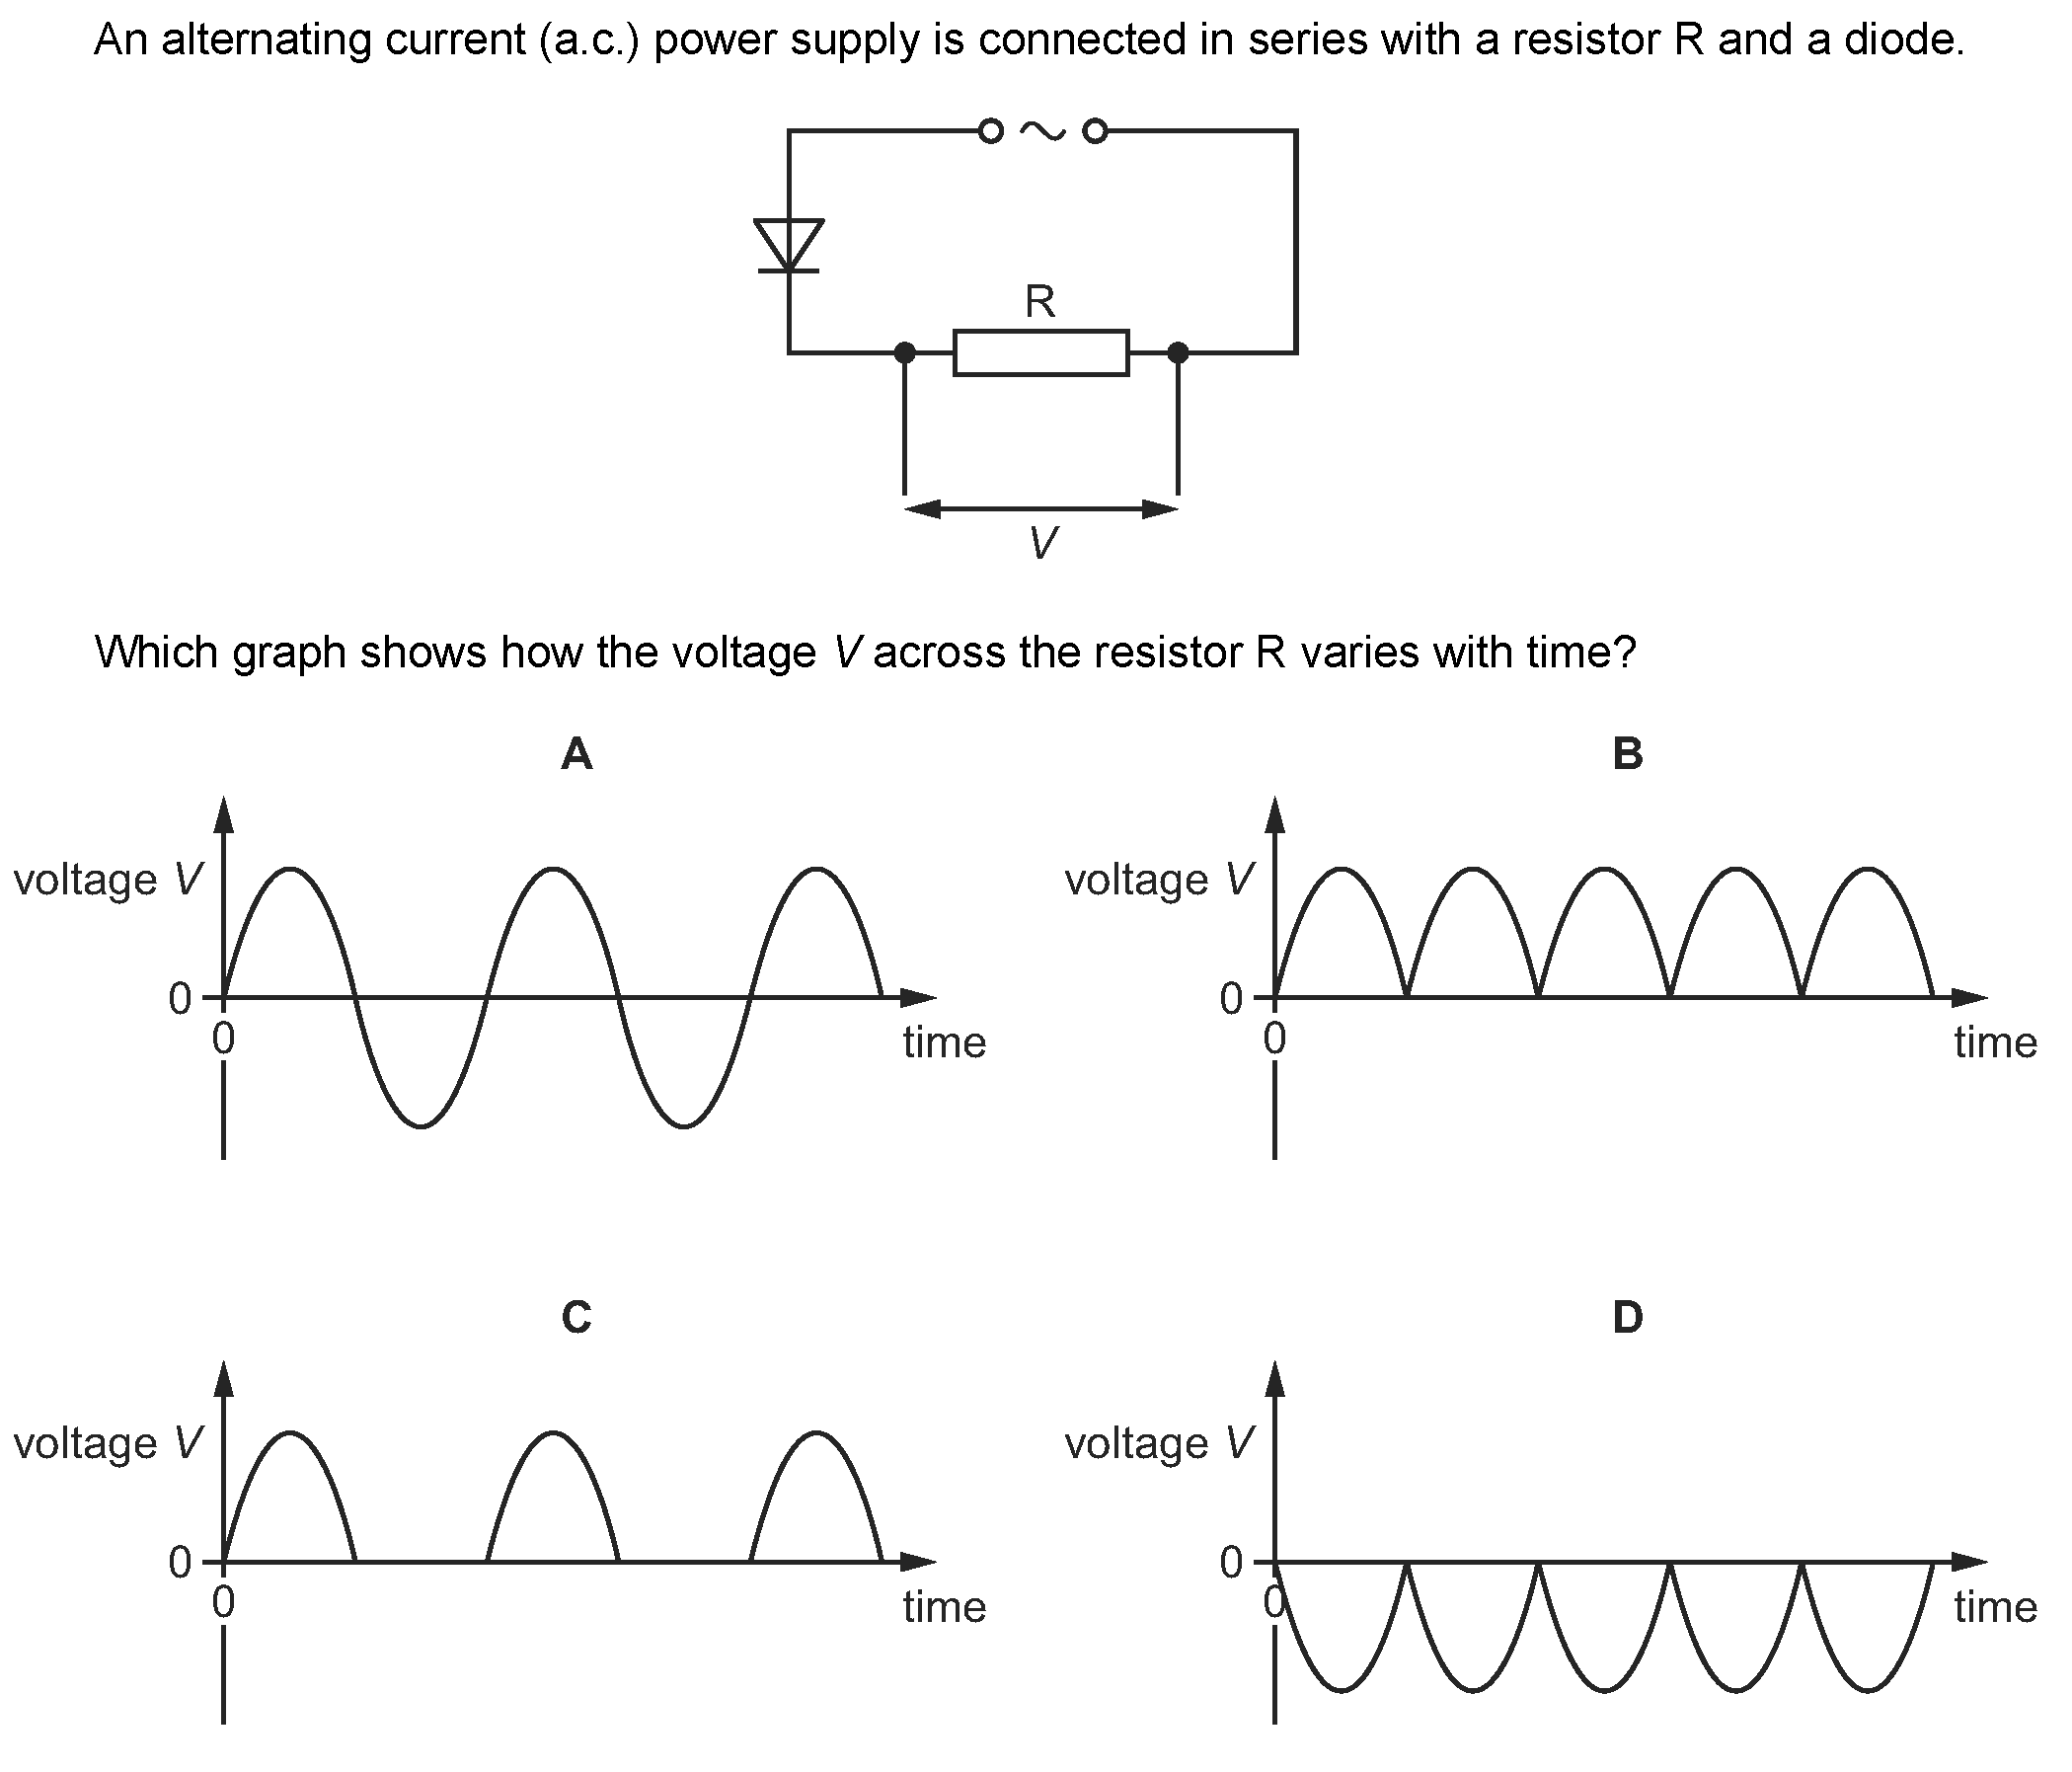 An alternating current (a.c.) power supply is connected in series with a resistor R and a diode.
R
V
Which graph shows how the voltage V across the resistor R varies with time?
A
B
voltage V
0
0
time
voltage V
0
0
time
C
D
voltage V
0
0
time
voltage V
0
0
time